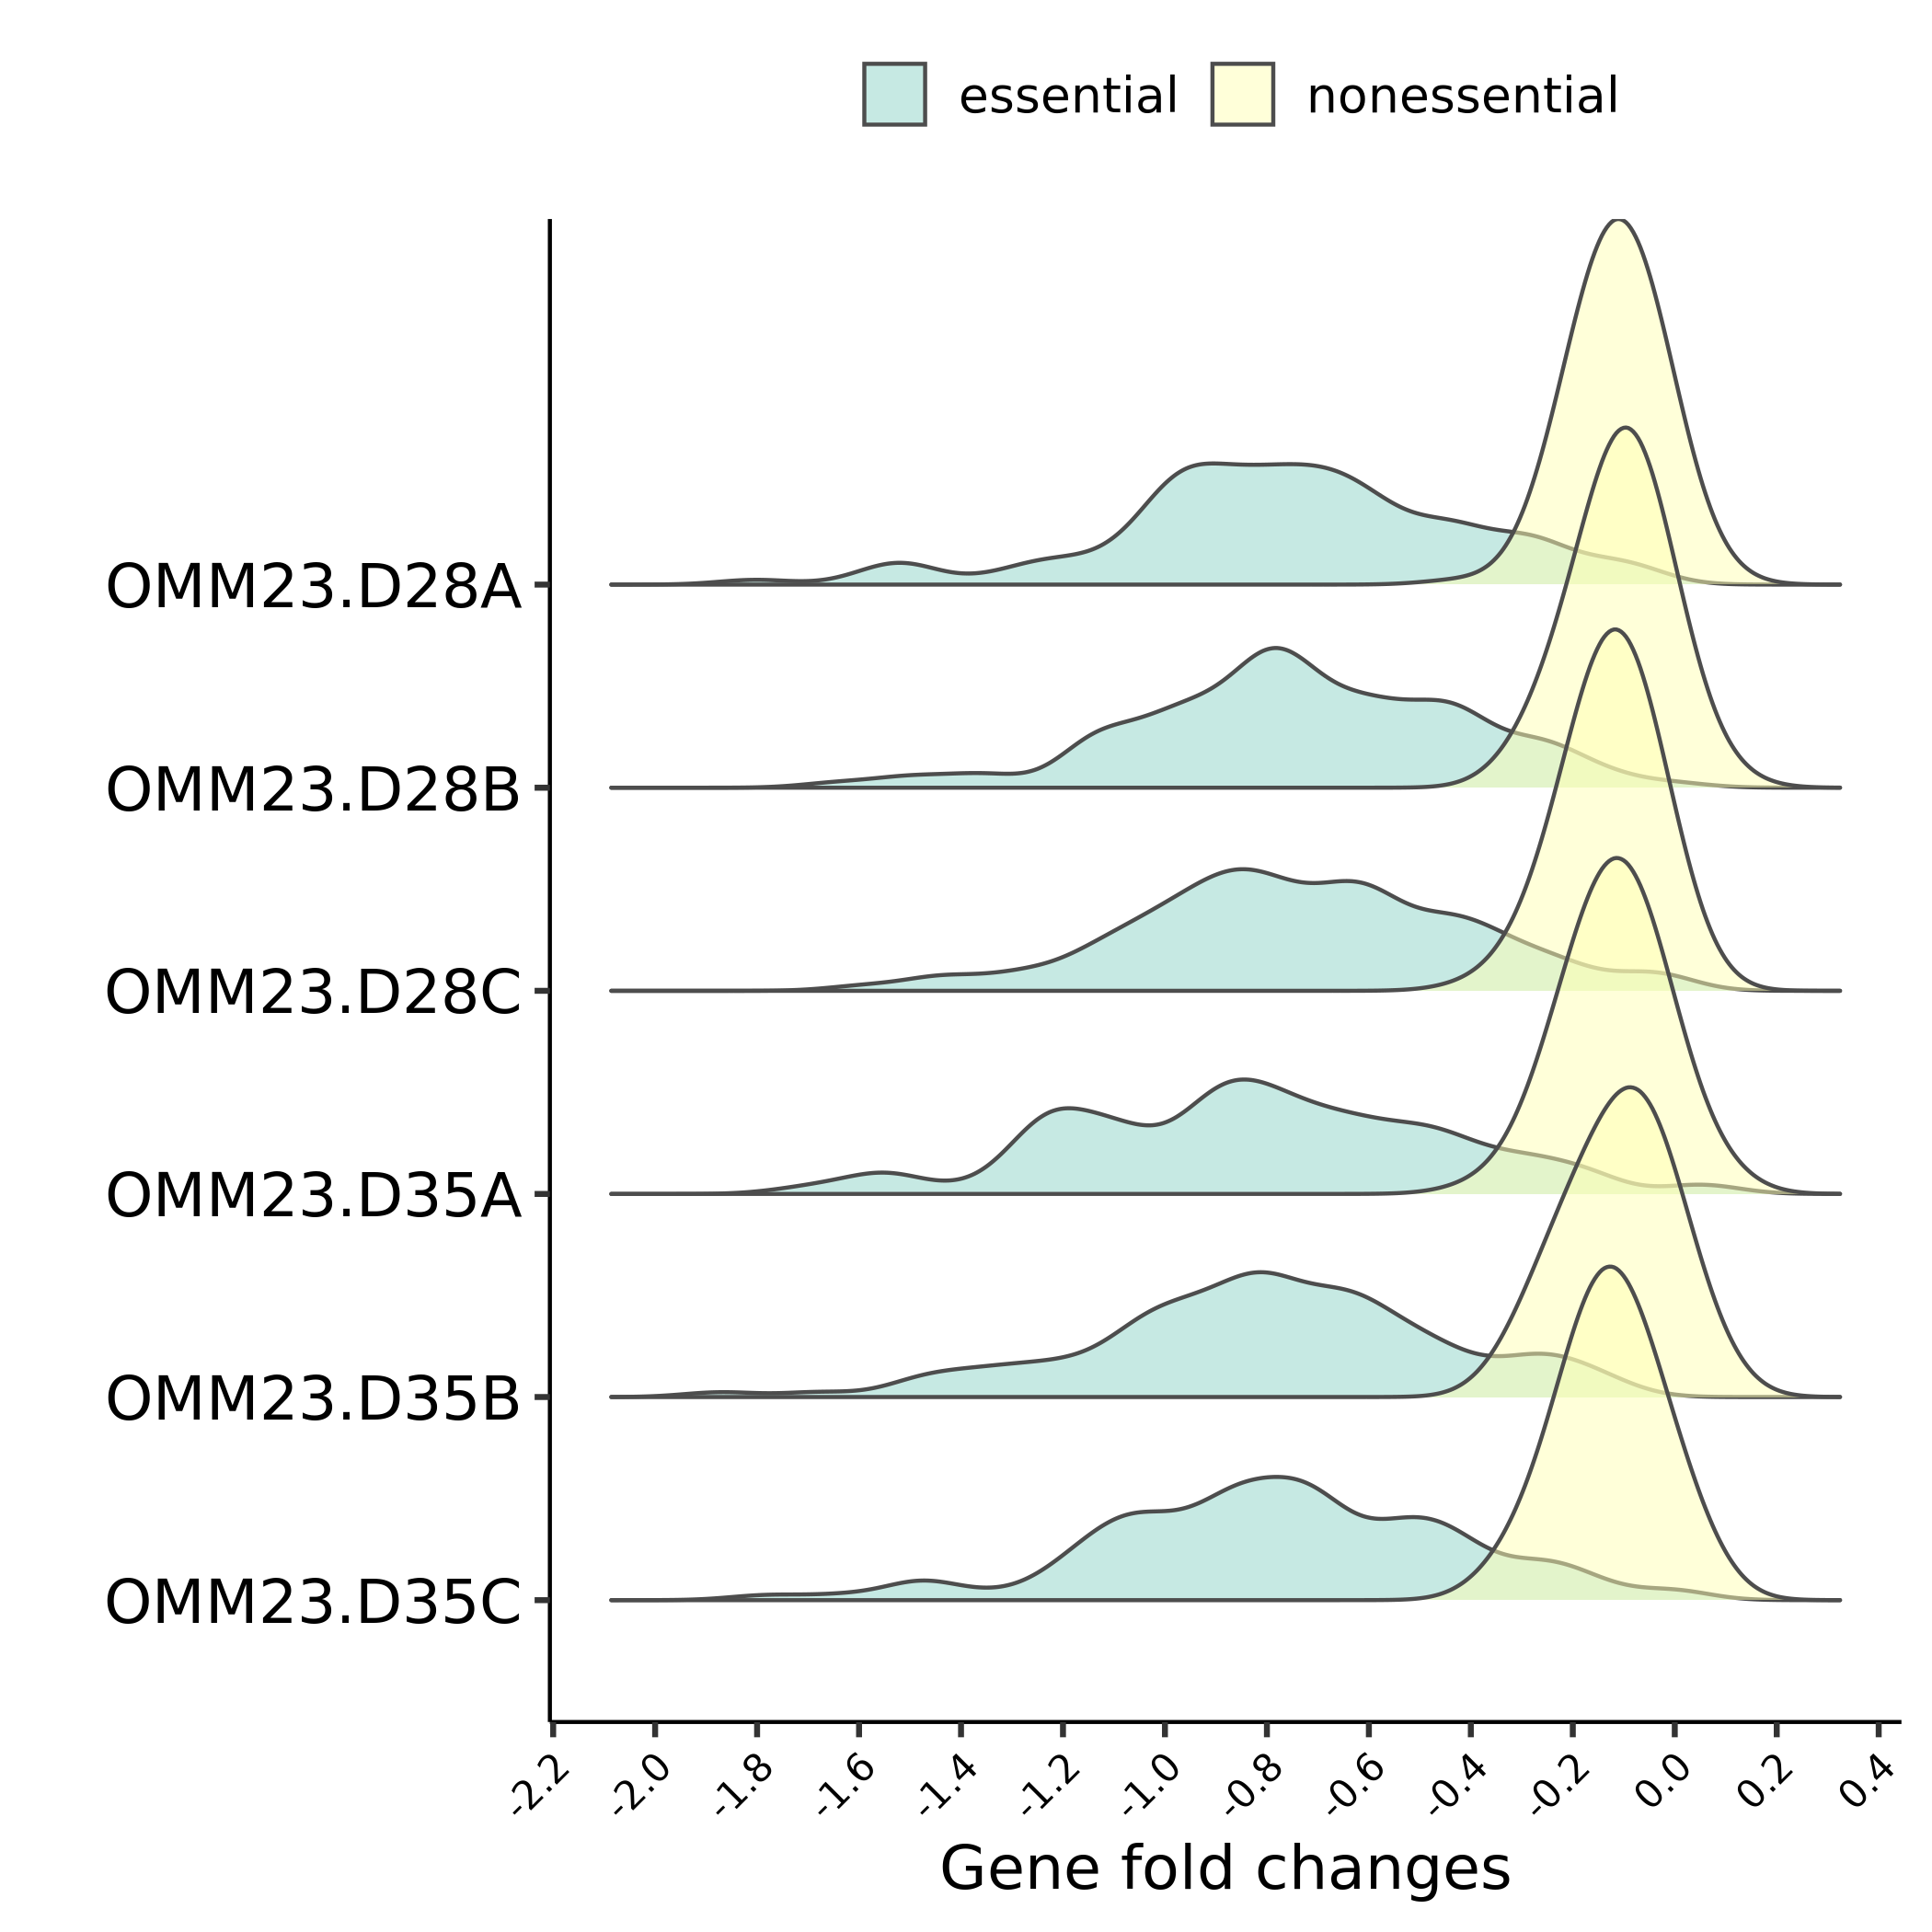 essential nonessential
OMM23.D28A
OMM23.D28B
OMM23.D28C
OMM23.D35A
OMM23.D35B
OMM23.D35C
-2.2 -2.0 -1.8 -1.6 -1.4 -1.2 -1.0 -0.8 -0.6 -0.4 -0.2 0.0 0.2 0.4
Gene fold changes